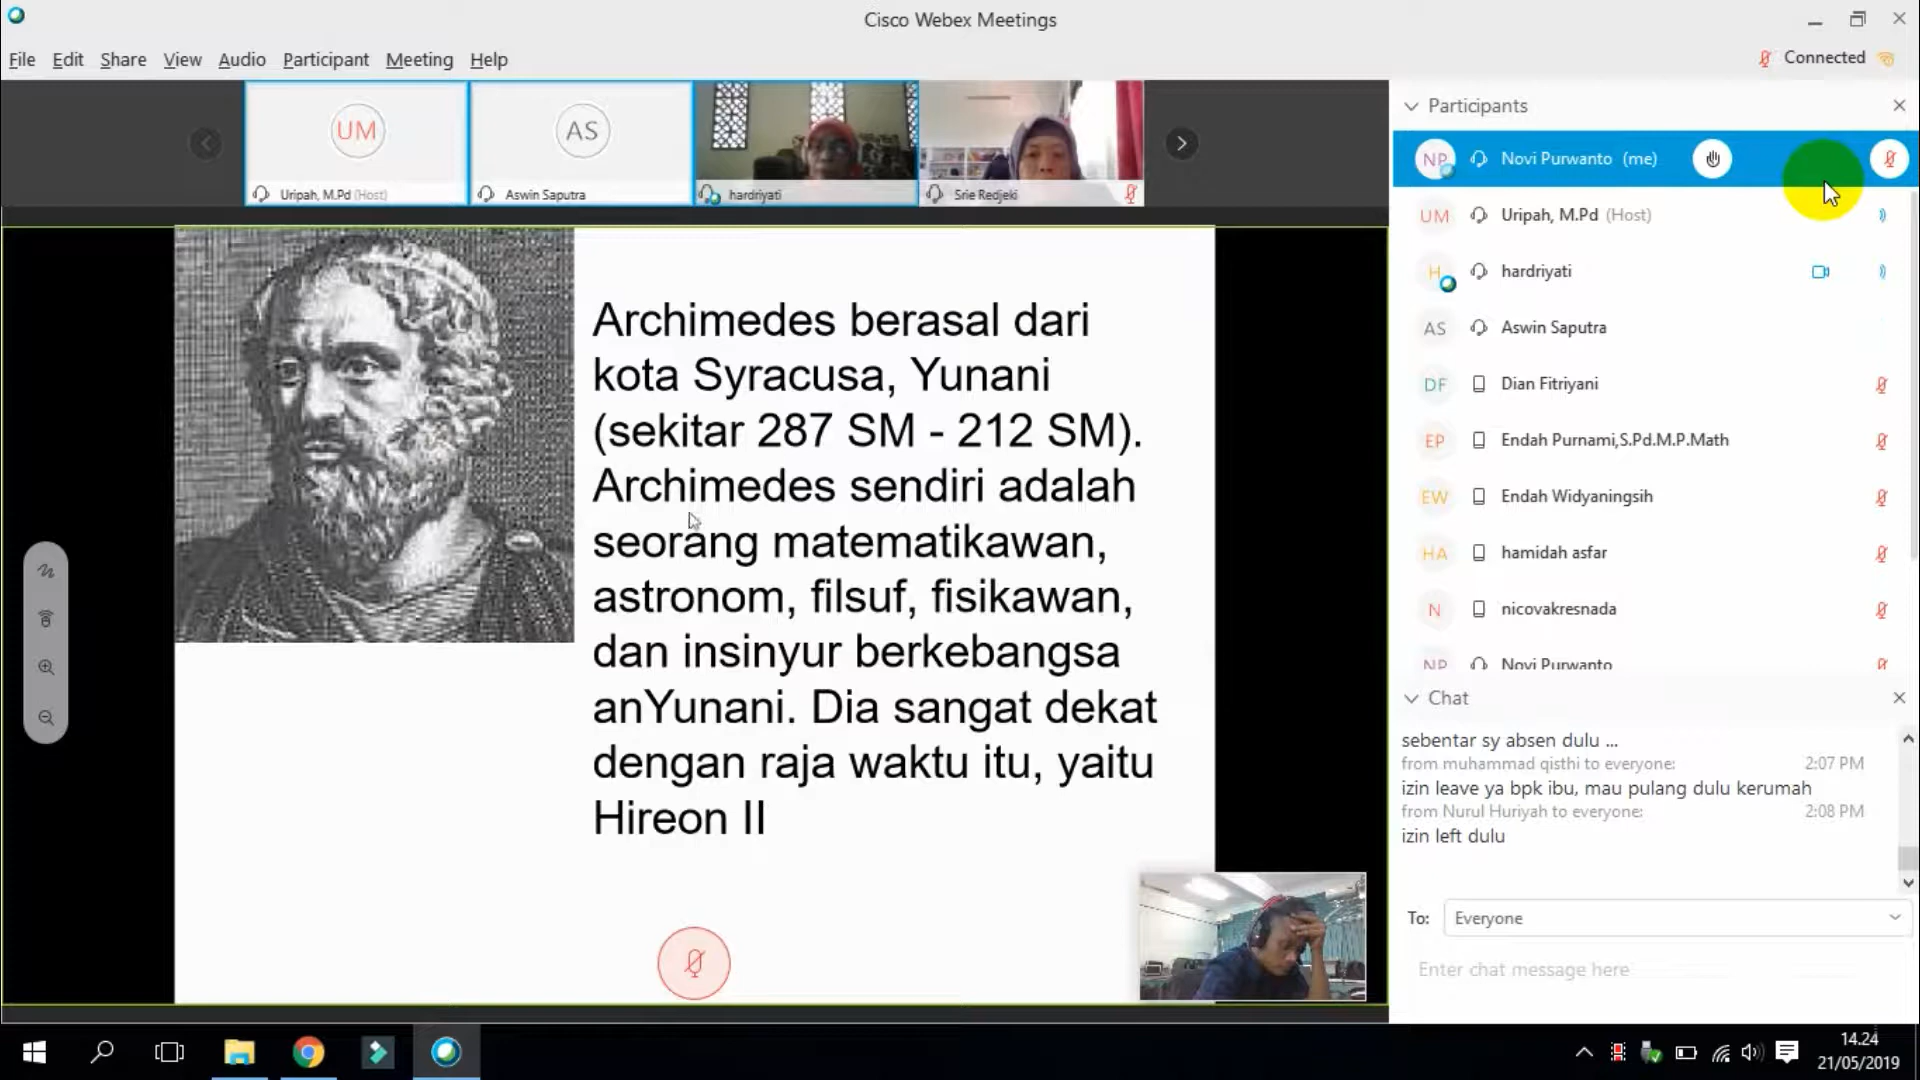 Cisco Webex Meetings
File Edit Share View Audio Participant Meeting Help
Connected
UM
Uripah, M.Pd (Host)
AS
Aswin Saputra
hardriyati
Srie Redjeki
Archimedes berasal dari
kota Syracusa, Yunani
(sekitar 287 SM - 212 SM).
Archimedes sendiri adalah
seorang matematikawan,
astronom, filsuf, fisikawan,
dan insinyur berkebangsa
anYunani. Dia sangat dekat
dengan raja waktu itu, yaitu
Hireon II
Participants
NP Novi Purwanto (me)
UM Uripah, M.Pd (Host)
H hardriyati
AS Aswin Saputra
DF Dian Fitriyani
EP Endah Purnami,S.Pd.M.P.Math
EW Endah Widyaningsih
HA hamidah asfar
N nicovakresnada
NP Novi Purwanto
Chat
sebentar sy absen dulu ...
from muhammad qisthi to everyone: 2:07 PM
izin leave ya bpk ibu, mau pulang dulu kerumah
from Nurul Huriyah to everyone: 2:08 PM
izin left dulu
To: Everyone
Enter chat message here
14.24
21/05/2019